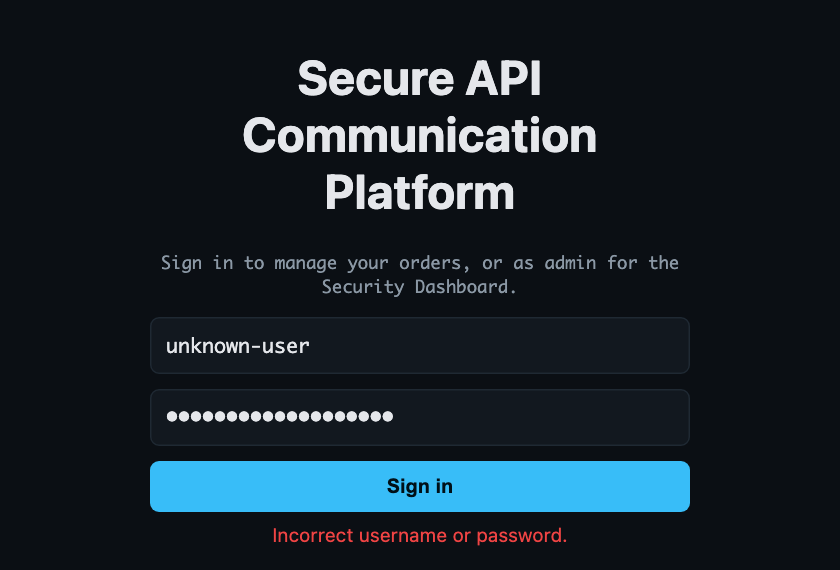 Secure API
Communication
Platform
Sign in to manage your orders, or as admin for the
Security Dashboard.
unknown-user
●●●●●●●●●●●●●●●●●●●
Sign in
Incorrect username or password.